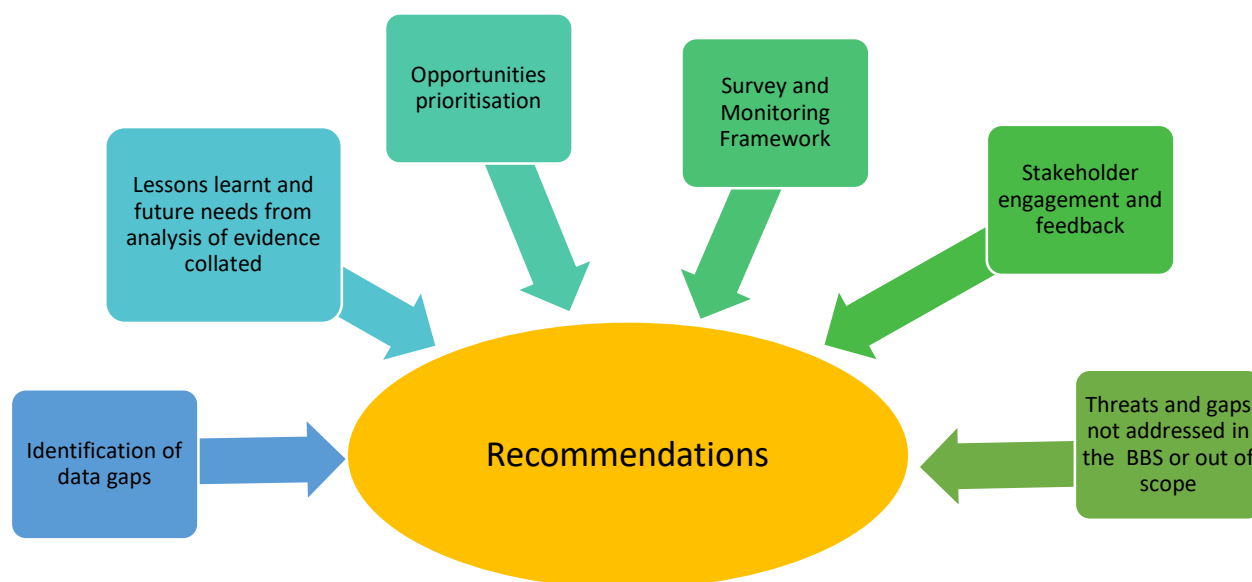 Opportunities
prioritisation
Survey and
Monitoring
Framework
Lessons learnt and
future needs from
analysis of evidence
collated
Stakeholder
engagement and
feedback
Identification of
data gaps
Recommendations
Threats and gaps
not addressed in
the BBS or out of
scope